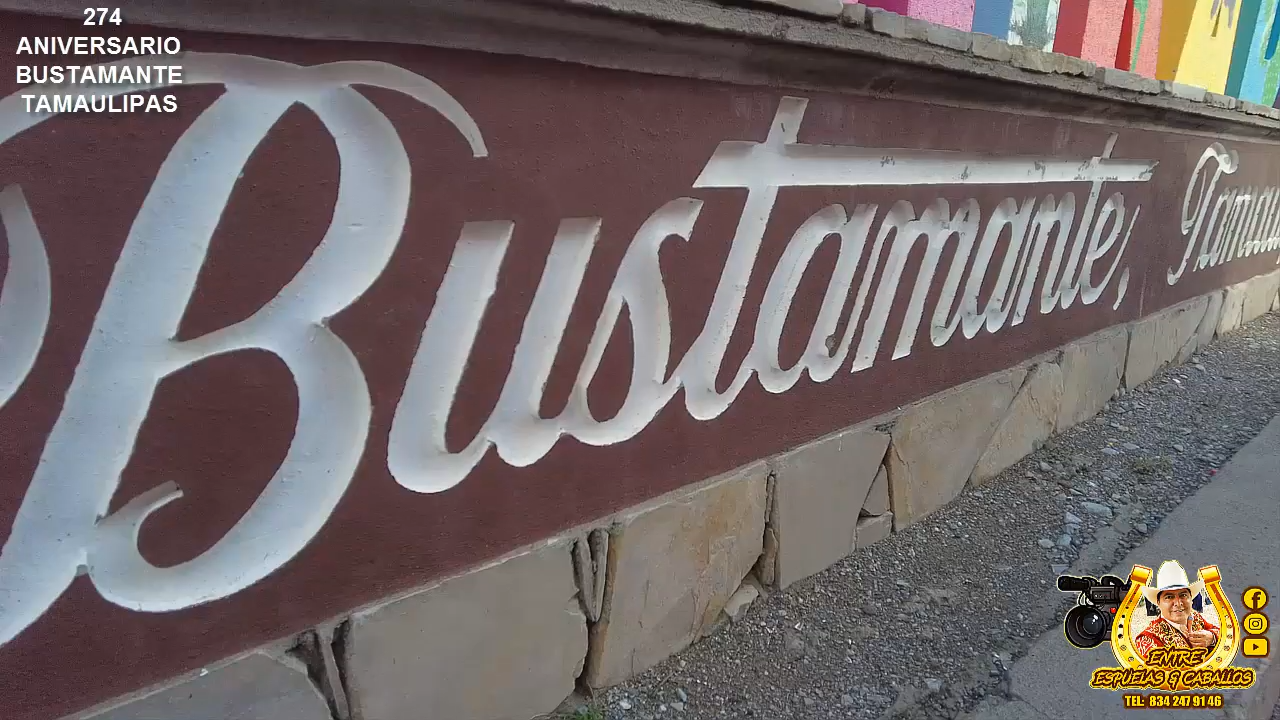 274
ANIVERSARIO
BUSTAMANTE
TAMAULIPAS
Bustamante,
ENTRE
ESPUELAS Y CABALLOS
TEL: 834 247 91 46